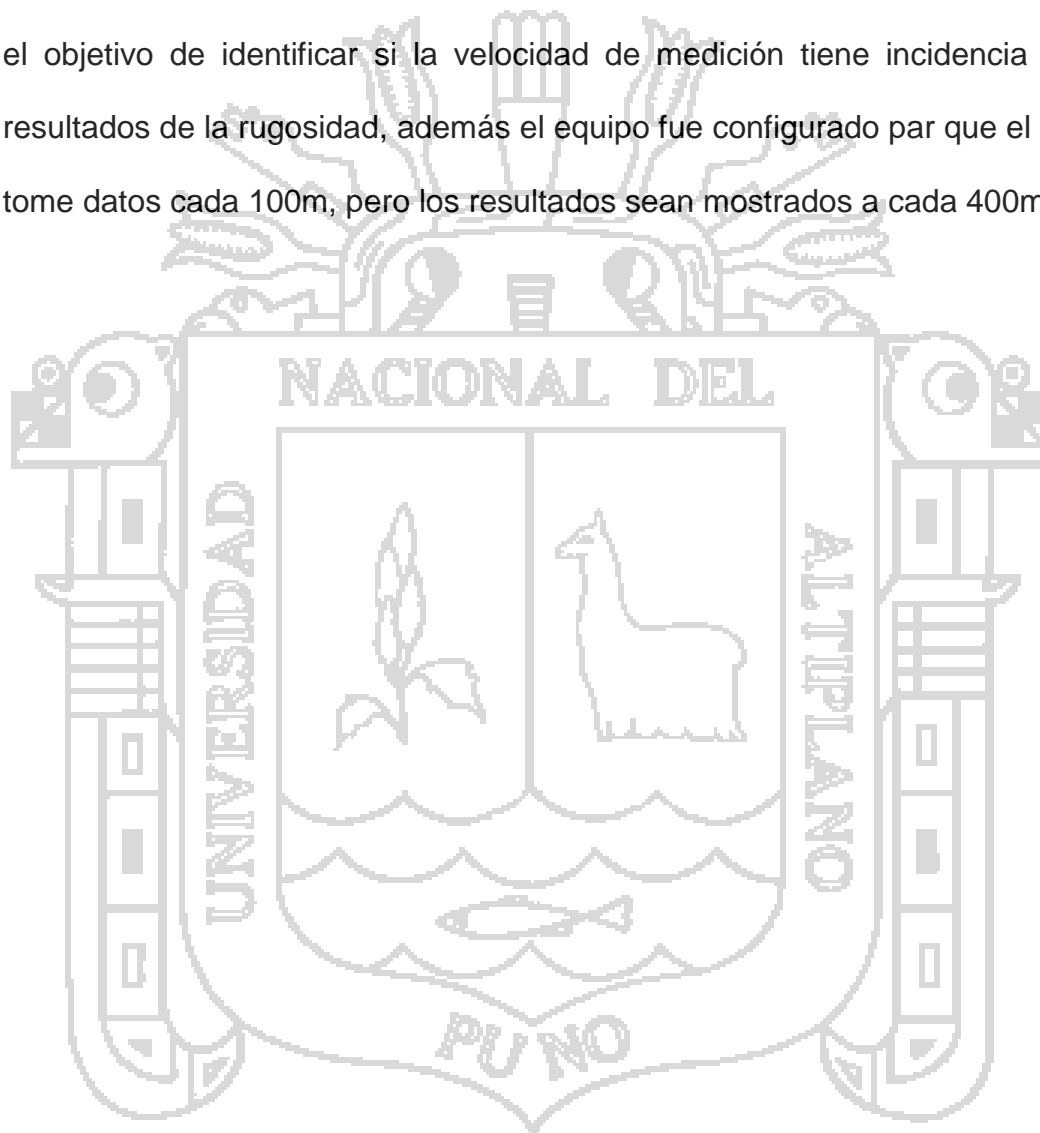 el objetivo de identificar si la velocidad de medición tiene incidencia
resultados de la rugosidad, además el equipo fue configurado par que el
tome datos cada 100m, pero los resultados sean mostrados a cada 400m
NACIONAL DEL
UNIVERSIDAD
ALTIPLANO
PUNO